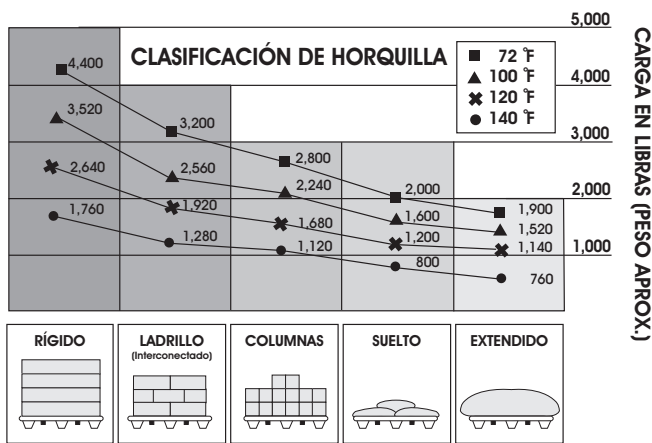 CLASIFICACIÓN DE HORQUILLA
72 °F
100 °F
120 °F
140 °F
5,000
4,000
3,000
2,000
1,000
CARGA EN LIBRAS (PESO APROX.)
4,400
3,200
2,800
2,000
1,900
3,520
2,560
2,240
1,600
1,520
2,640
1,920
1,680
1,200
1,140
1,760
1,280
1,120
800
760
RÍGIDO
LADRILLO
(Interconectado)
COLUMNAS
SUELTO
EXTENDIDO